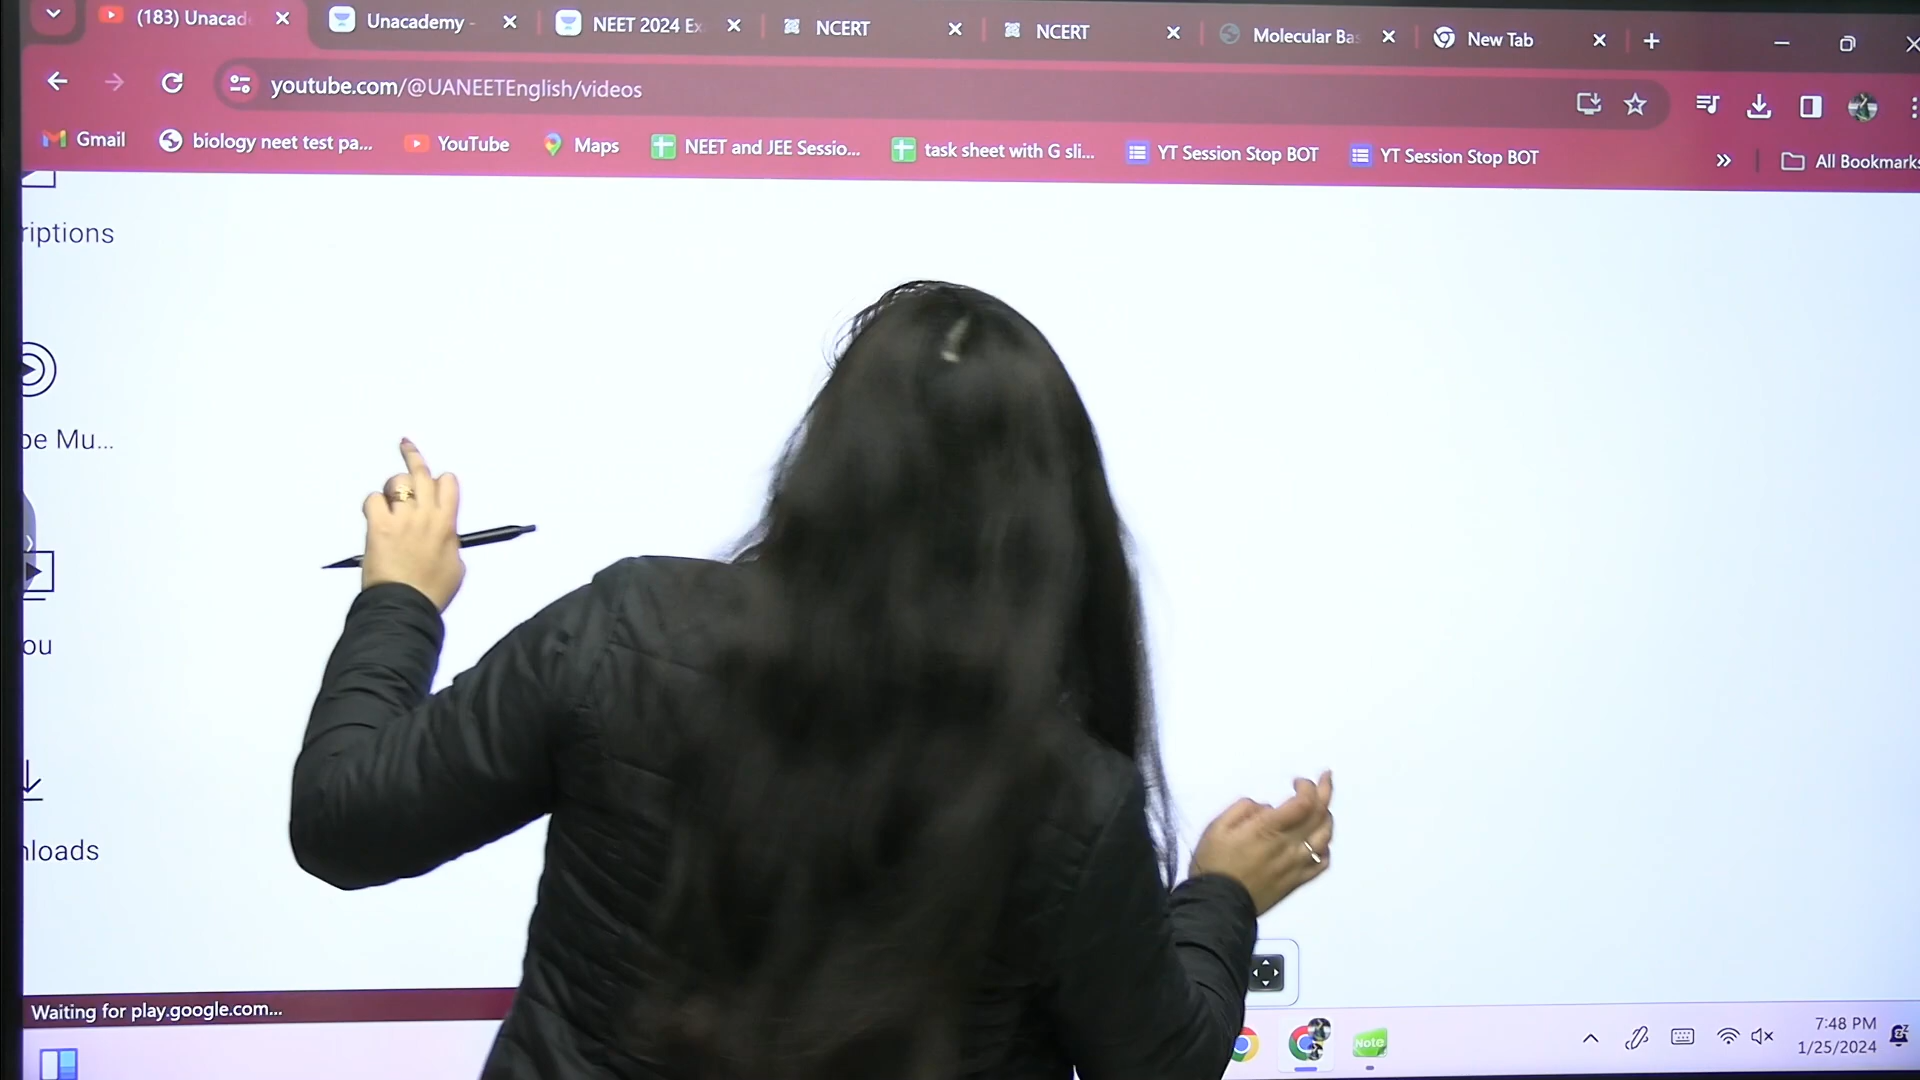 (183) Unacad
Unacademy -
NEET 2024 Ex
NCERT
NCERT
Molecular Bas
New Tab
youtube.com/@UANEETEnglish/videos
Gmail
biology neet test pa...
YouTube
Maps
NEET and JEE Sessio...
task sheet with G sli...
YT Session Stop BOT
YT Session Stop BOT
All Bookmarks
riptions
be Mu...
ou
nloads
Waiting for play.google.com...
Note
7:48 PM
1/25/2024